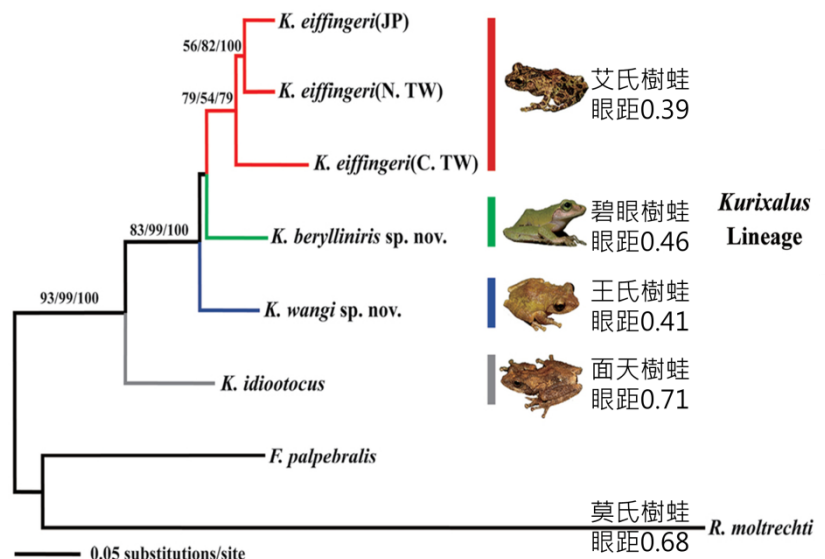 K. eiffingeri(JP)
56/82/100
K. eiffingeri(N. TW)
79/54/79
K. eiffingeri(C. TW)
艾氏樹蛙
眼距0.39
K. berylliniris sp. nov.
碧眼樹蛙
眼距0.46
Kurixalus
Lineage
83/99/100
K. wangi sp. nov.
王氏樹蛙
眼距0.41
93/99/100
K. idiootocus
面天樹蛙
眼距0.71
F. palpebralis
莫氏樹蛙
眼距0.68
R. moltrechti
0.05 substitutions/site